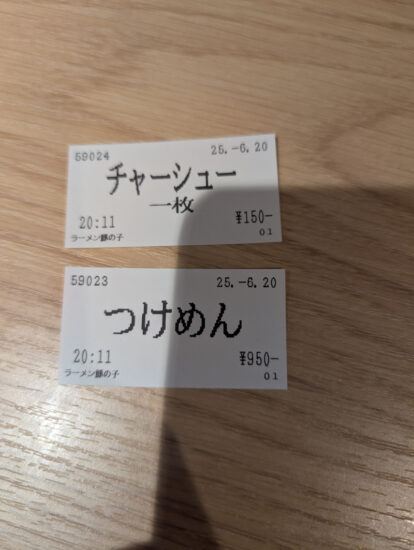 59024 25.-6.20
チャーシュー
一枚
20:11 ¥150-
ラーメン豚の子 01
59023 25.-6.20
つけめん
20:11 ¥950-
ラーメン豚の子 01